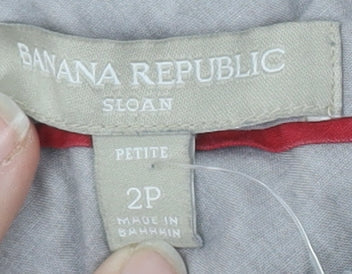 BANANA REPUBLIC
SLOAN
PETITE
2P
MADE IN
BAHRAIN